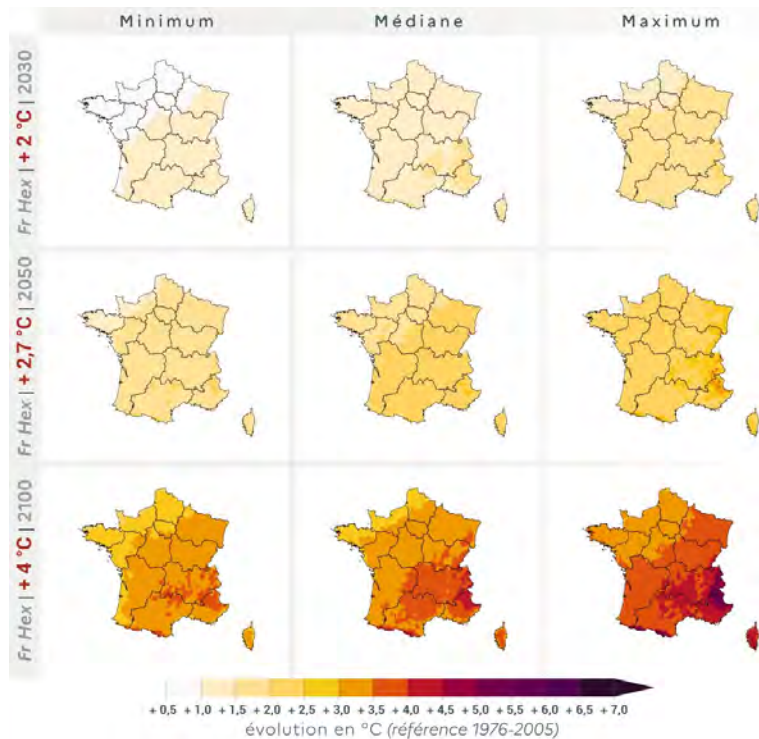 Minimum
Médiane
Maximum
Fr Hex | + 2 °C | 2030
Fr Hex | + 2,7 °C | 2050
Fr Hex | + 4 °C | 2100
+ 0,5 + 1,0 + 1,5 + 2,0 + 2,5 + 3,0 + 3,5 + 4,0 + 4,5 + 5,0 + 5,5 + 6,0 + 6,5 + 7,0
évolution en °C (référence 1976-2005)